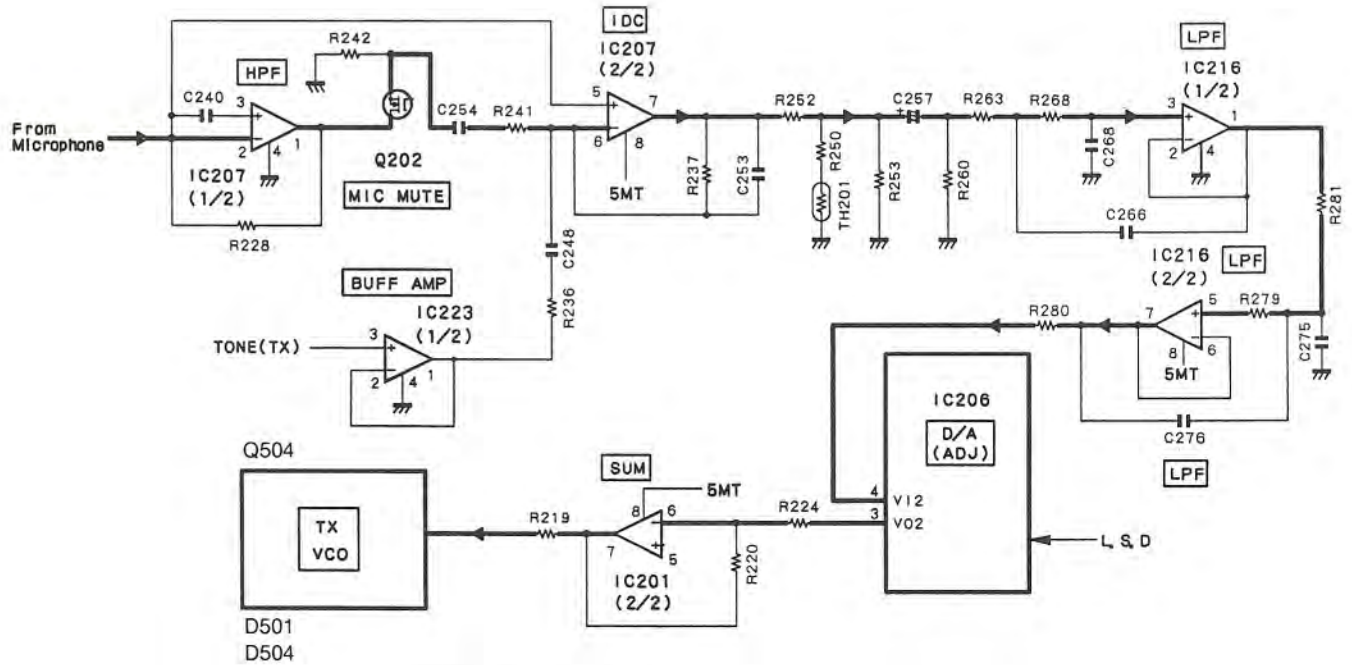 From
Microphone
C240
HPF
3
2
4
1
IC207
(1/2)
R228
R242
Q202
MIC MUTE
C254
R241
IDC
IC207
(2/2)
5
6
7
8
5MT
R237
C253
R252
R250
TH201
R253
C257
+
R260
R263
R268
C268
C266
LPF
IC216
(1/2)
3
2
4
1
R281
C248
R236
BUFF AMP
IC223
(1/2)
TONE(TX)
3
2
4
1
IC216
(2/2)
LPF
7
5
6
8
5MT
R279
C275
R280
C276
LPF
IC206
D/A
(ADJ)
4
VI2
3
VO2
L, S, D
R224
SUM
5MT
8
6
7
5
IC201
(2/2)
R220
R219
Q504
TX
VCO
D501
D504